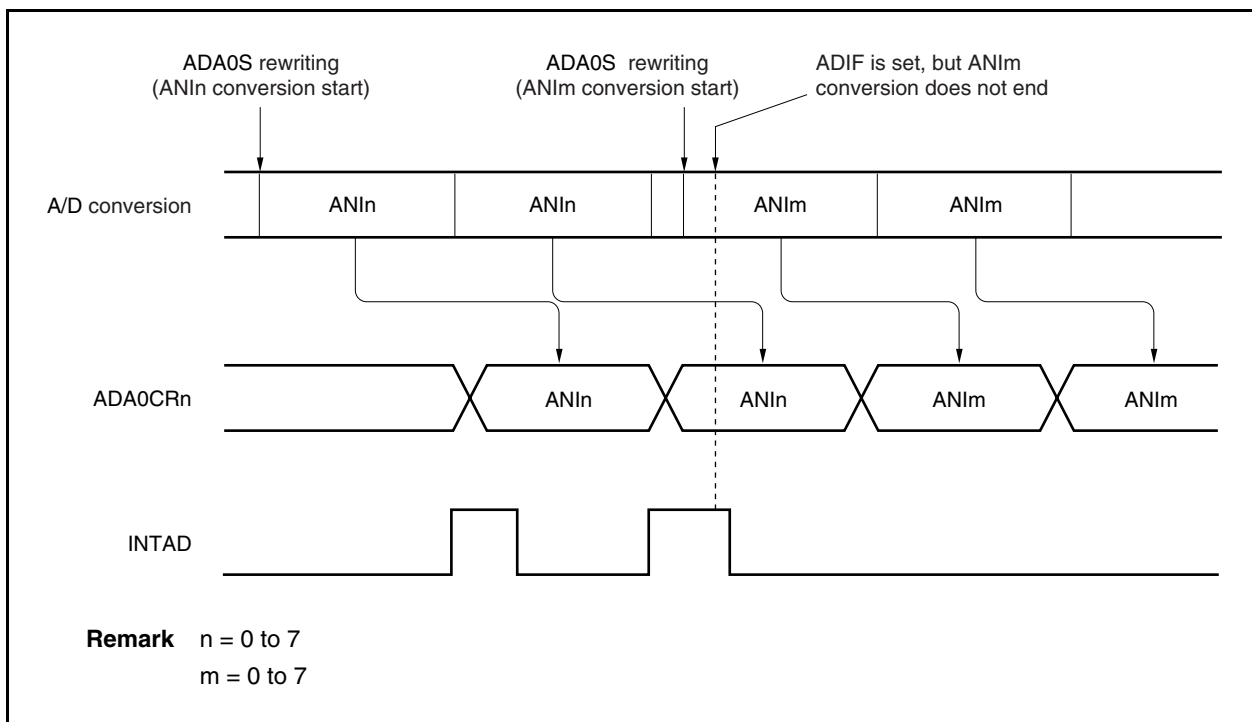 ADA0S rewriting
(ANIn conversion start)
ADA0S rewriting
(ANIm conversion start)
ADIF is set, but ANIm
conversion does not end
A/D conversion
ANIn
ANIn
ANIm
ANIm
ADA0CRn
ANIn
ANIn
ANIm
ANIm
INTAD
Remark n = 0 to 7
m = 0 to 7